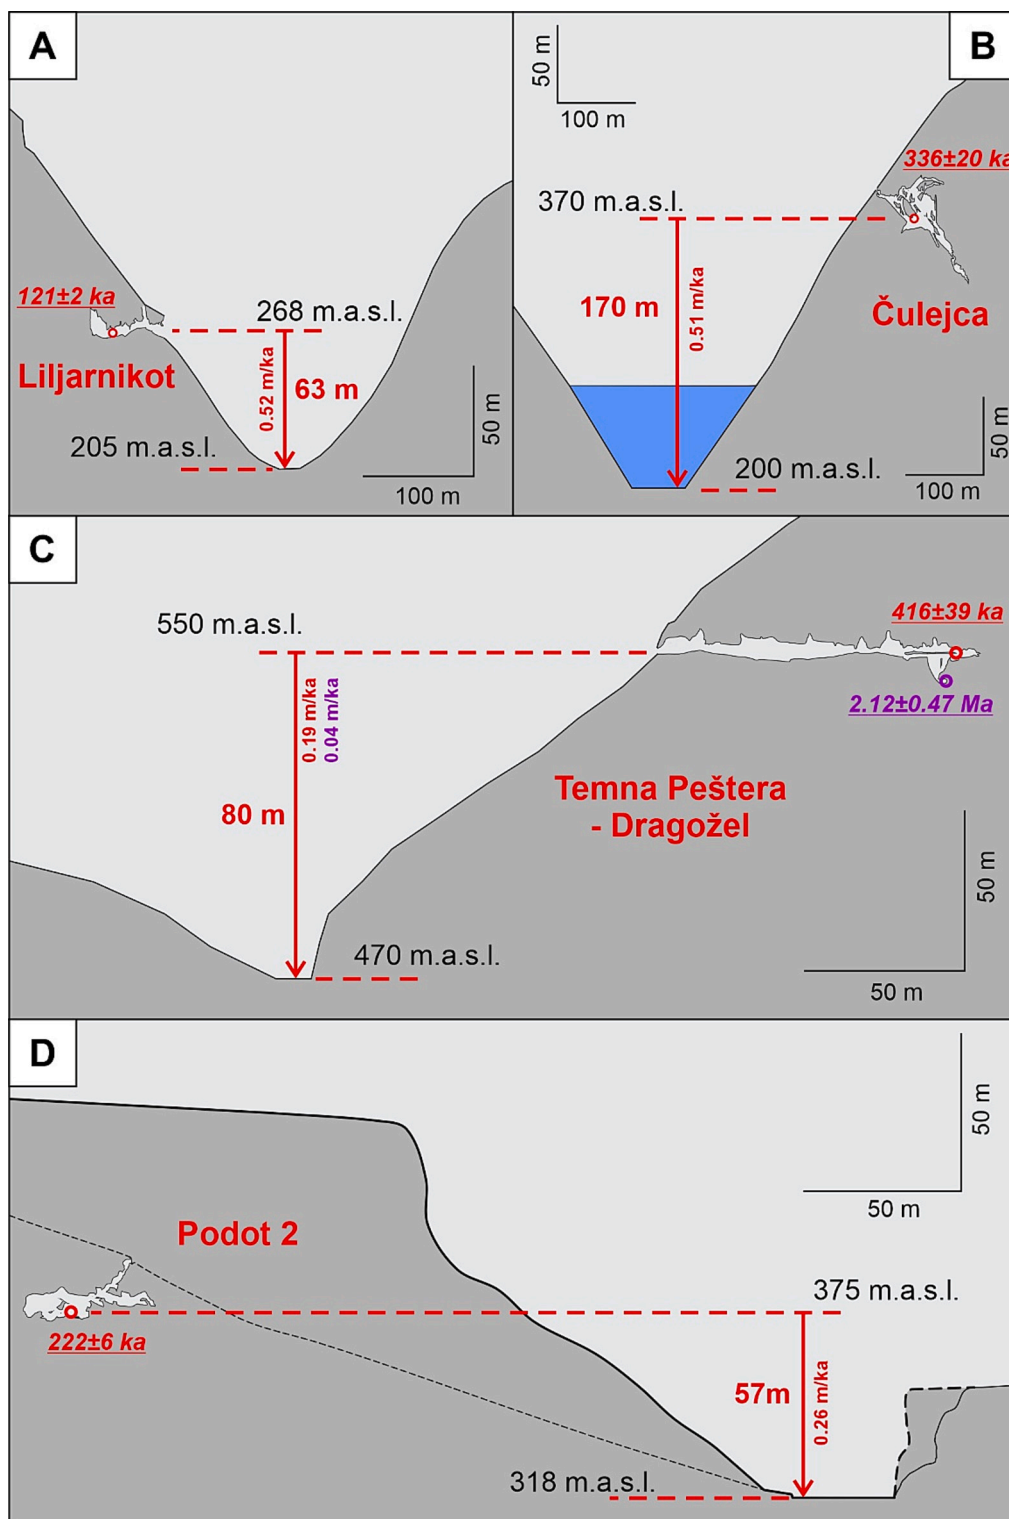 A
121±2 ka
268 m.a.s.l.
Liljarnikot
0.52 m/ka
63 m
205 m.a.s.l.
50 m
100 m
B
50 m
100 m
336±20 ka
370 m.a.s.l.
170 m
0.51 m/ka
Čulejca
200 m.a.s.l.
50 m
100 m
C
550 m.a.s.l.
416±39 ka
2.12±0.47 Ma
0.19 m/ka
0.04 m/ka
80 m
Temna Peštera
- Dragožel
470 m.a.s.l.
50 m
50 m
D
50 m
50 m
Podot 2
375 m.a.s.l.
222±6 ka
57m
0.26 m/ka
318 m.a.s.l.